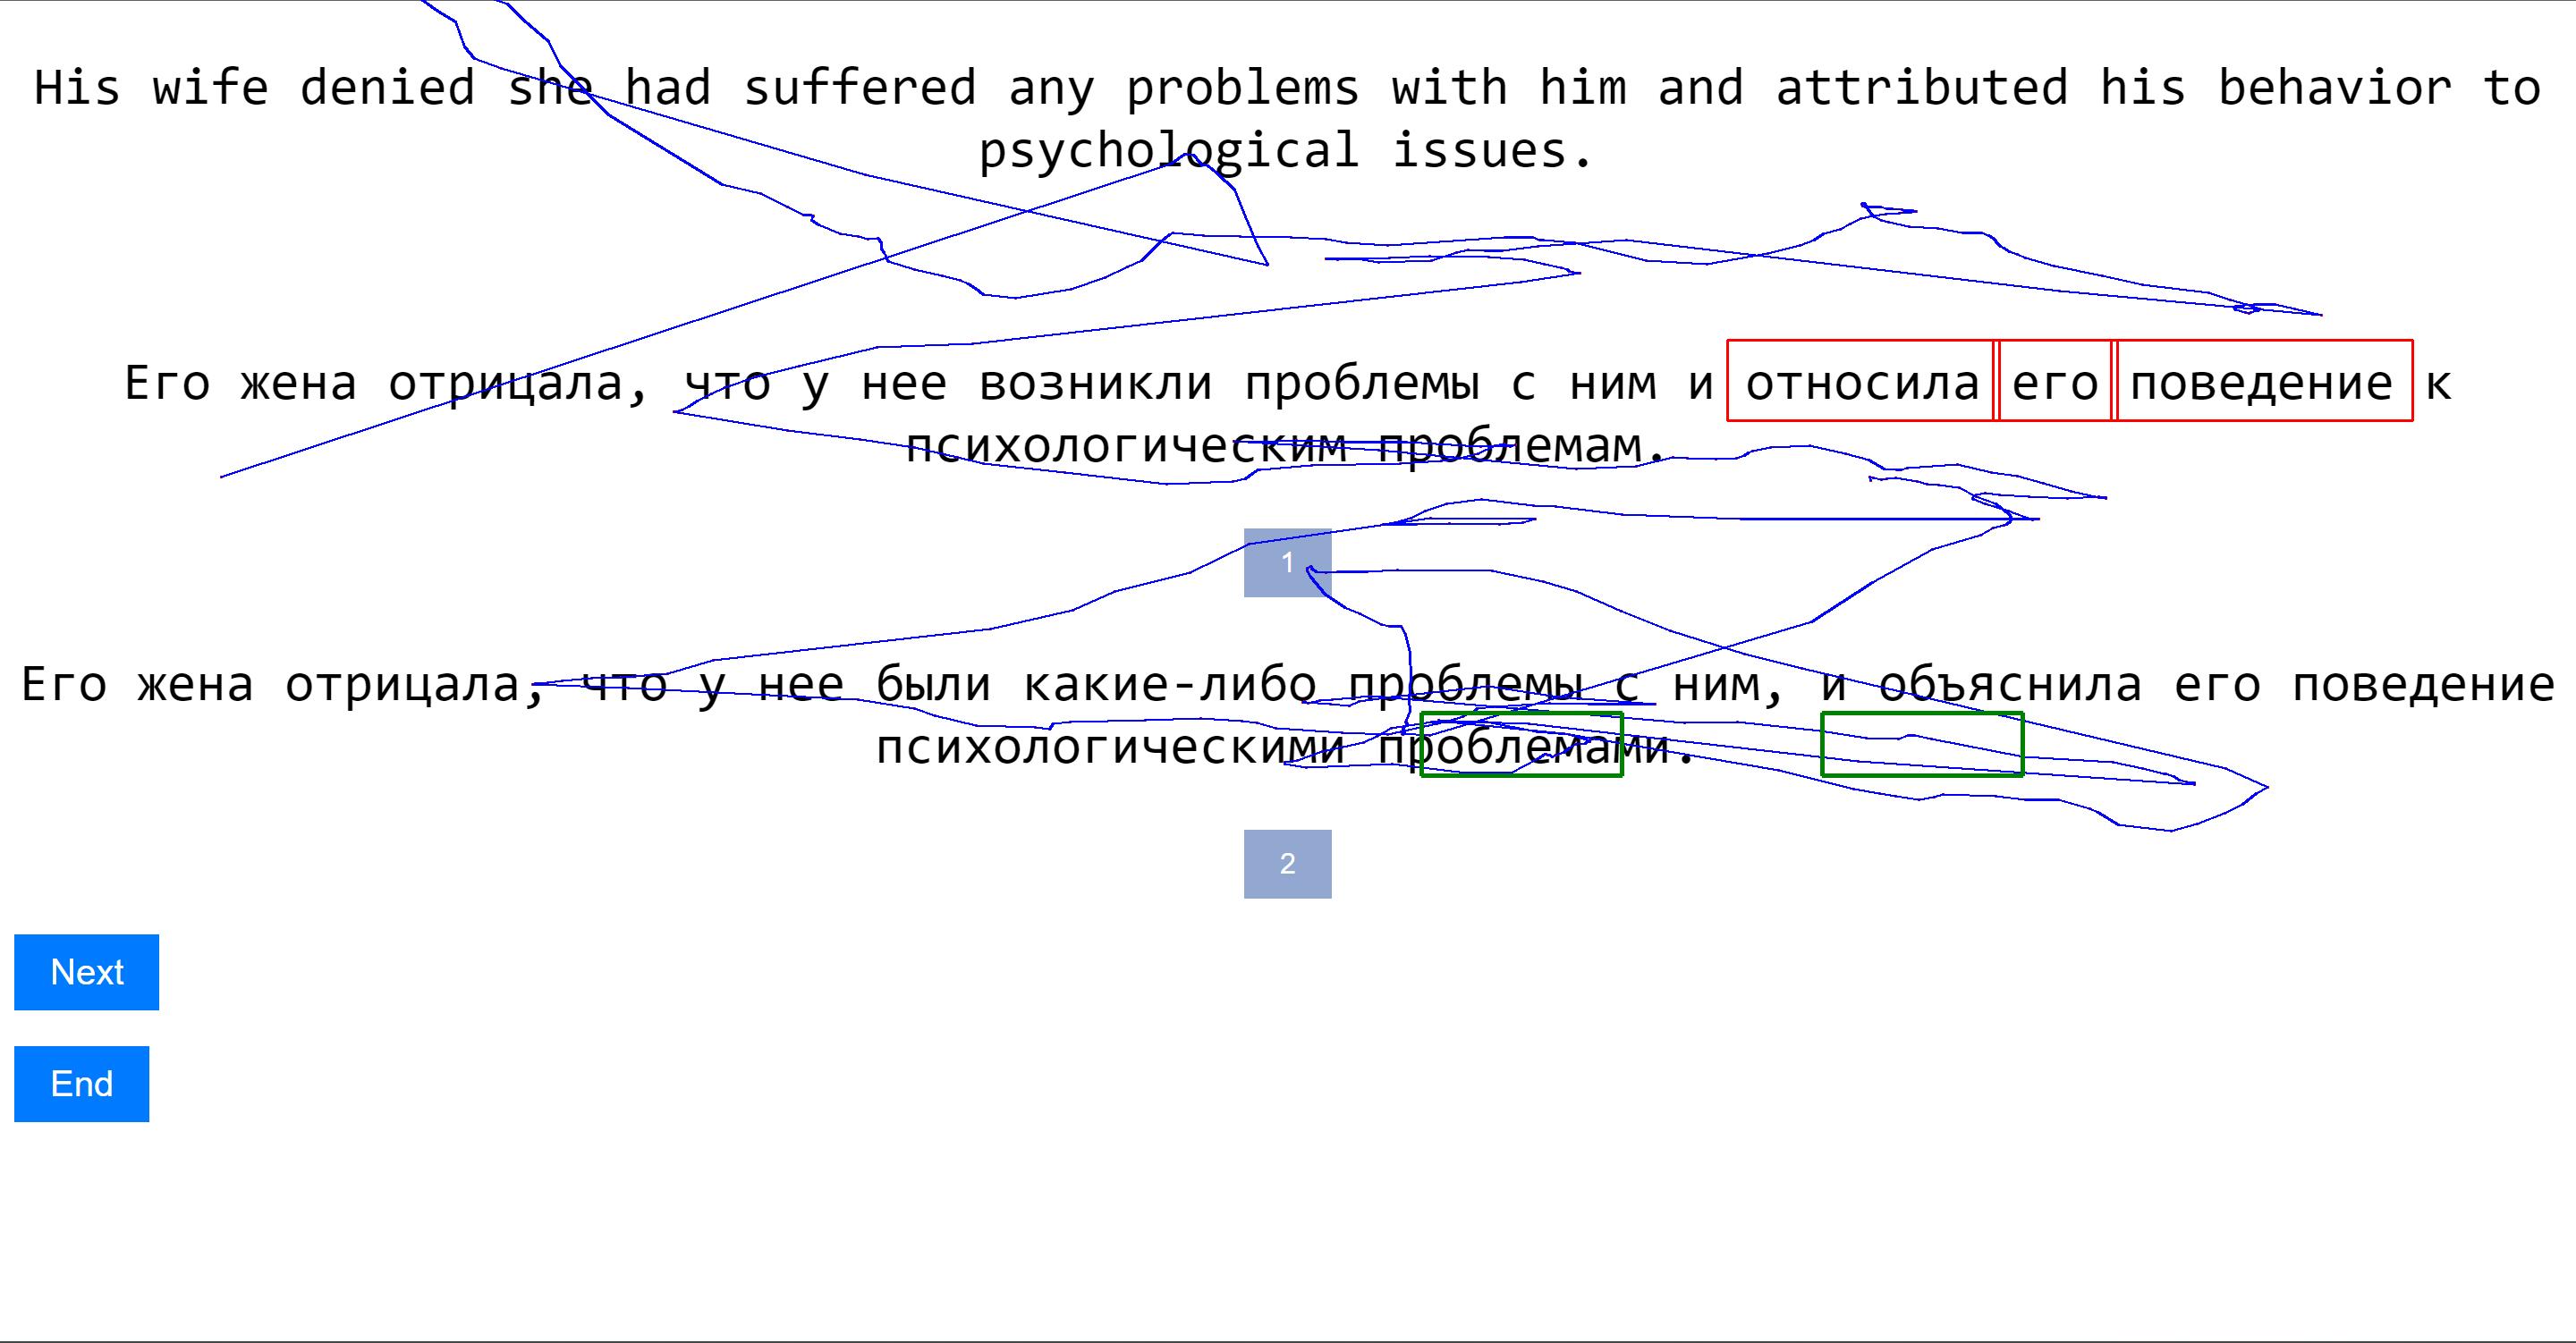 His wife denied she had suffered any problems with him and attributed his behavior to
psychological issues.
Его жена отрицала, что у нее возникли проблемы с ним и относила его поведение к
психологическим проблемам.
1
Его жена отрицала, что у нее были какие-либо проблемы с ним, и объяснила его поведение
психологическими проблемами.
2
Next
End